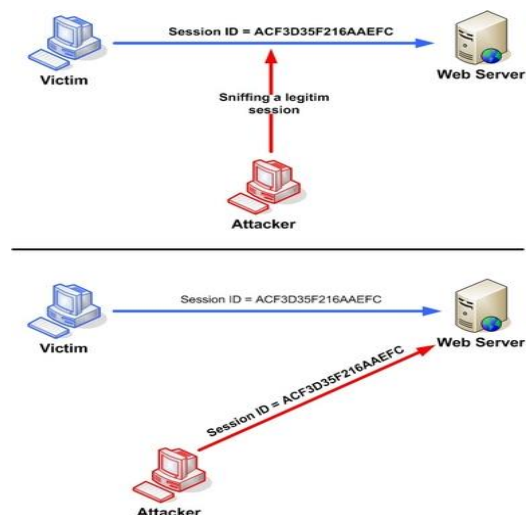 Session ID = ACF3D35F216AAEFC
Victim
Web Server
Sniffing a legitim
session
Attacker
Session ID = ACF3D35F216AAEFC
Victim
Web Server
Session ID = ACF3D35F216AAEFC
Attacker